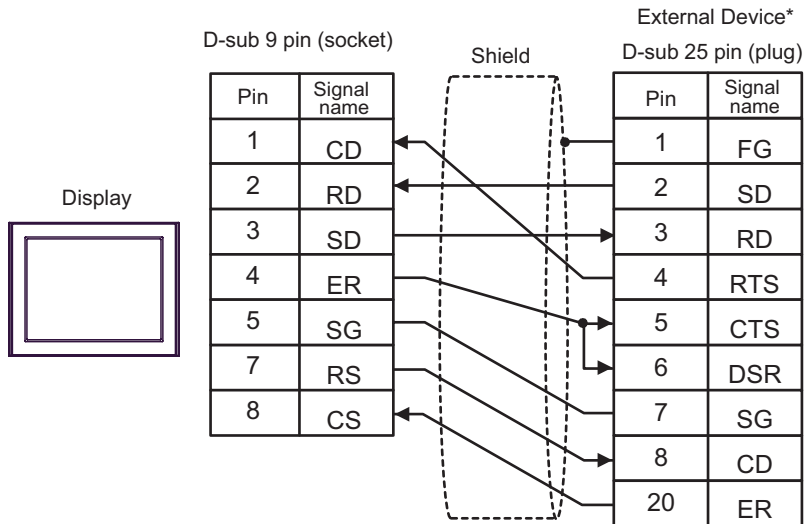 External Device*
D-sub 9 pin (socket)
Shield
D-sub 25 pin (plug)
Display
Pin Signal name
1 CD
2 RD
3 SD
4 ER
5 SG
7 RS
8 CS
Pin Signal name
1 FG
2 SD
3 RD
4 RTS
5 CTS
6 DSR
7 SG
8 CD
20 ER